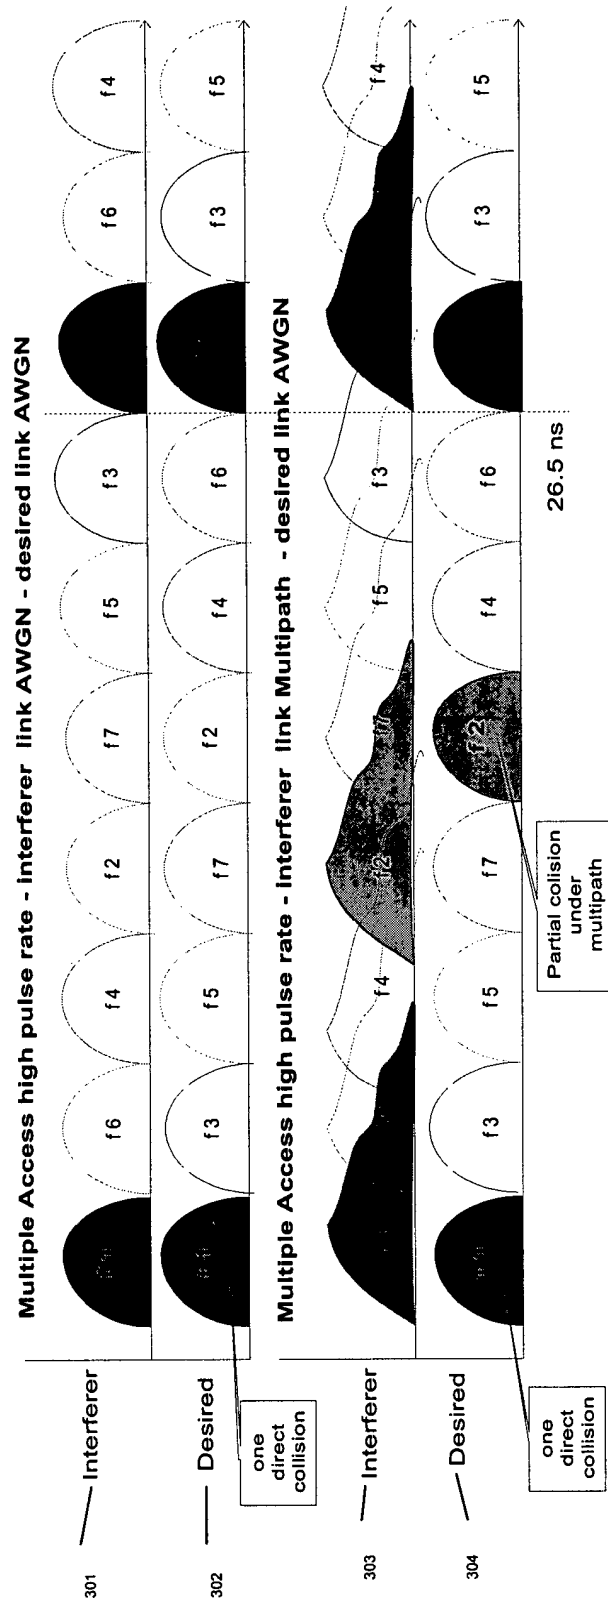 Multiple Access high pulse rate - interferer link AWGN - desired link AWGN
301 Interferer
f6 f4 f2 f7 f5 f3 f6 f4
302 Desired
f3 f5 f7 f2 f4 f6 f3 f5
one
direct
collision
Multiple Access high pulse rate - Interferer link Multipath - desired link AWGN
303 Interferer
f4 f2 f7 f5 f3 f4
304 Desired
f3 f5 f7 f2 f4 f6 f3 f5
one
direct
collision
Partial colision
under
multipath
26.5 ns